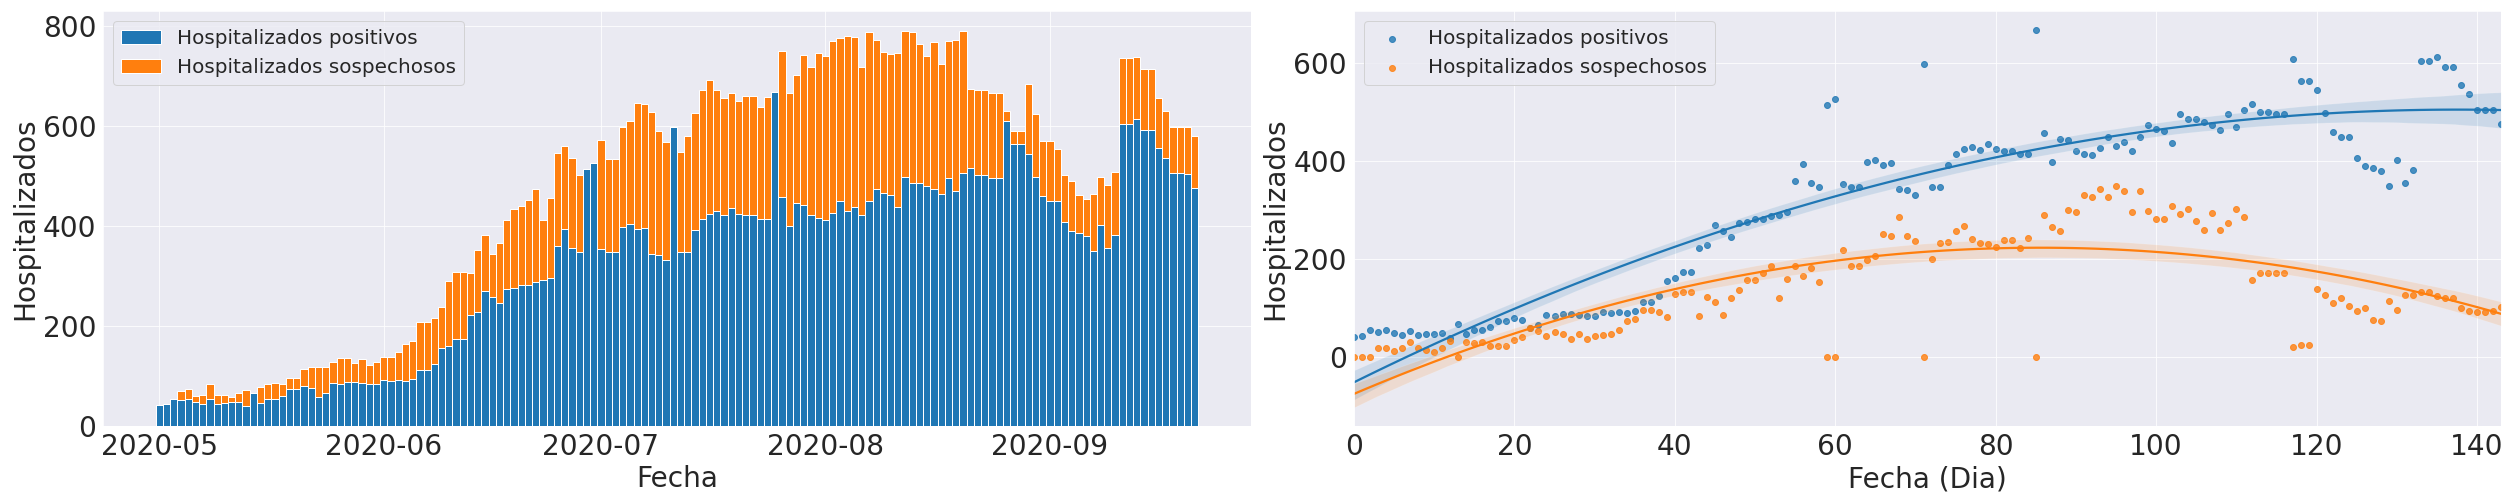 Hospitalizados positivos
Hospitalizados sospechosos
800
600
400
200
0
Hospitalizados
2020-05 2020-06 2020-07 2020-08 2020-09
Fecha
Hospitalizados positivos
Hospitalizados sospechosos
600
400
200
0
Hospitalizados
0 20 40 60 80 100 120 140
Fecha (Dia)